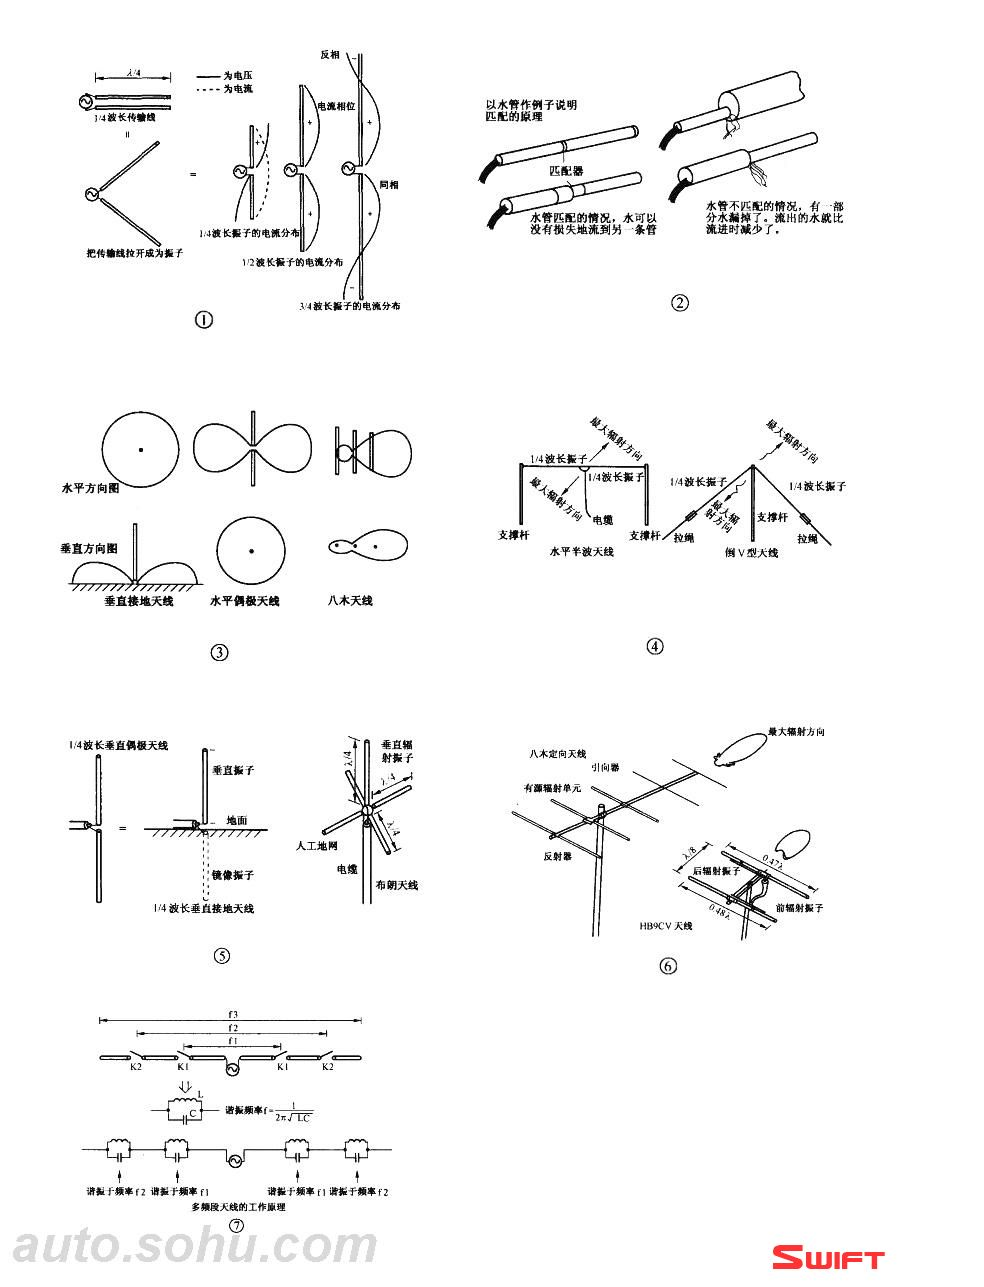 反相
λ/4
为电压
为电流
电流相位
1/4波长传输线
=
=
同相
把传输线拉开成为振子
1/4波长振子的电流分布
1/2波长振子的电流分布
3/4波长振子的电流分布
①
以水管作例子说明
匹配的原理
匹配器
水管匹配的情况，水可以
没有损失地流到另一条管
水管不匹配的情况，有一部
分水漏掉了。流出的水就比
流进时减少了。
②
水平方向图
垂直方向图
垂直接地天线
水平偶极天线
八木天线
③
最大辐射方向
1/4波长振子
1/4波长振子
最大辐射方向
电缆
支撑杆
支撑杆
水平半波天线
最大辐射方向
1/4波长振子
1/4波长振子
最大辐
射方向
支撑杆
拉绳
拉绳
倒V型天线
④
1/4波长垂直偶极天线
=
垂直振子
地面
镜像振子
1/4波长垂直接地天线
垂直辐
射振子
λ/4
λ/4
λ/4
人工地网
电缆
布朗天线
⑤
最大辐射方向
八木定向天线
引向器
有源辐射单元
反射器
λ/8
0.47λ
后辐射振子
前辐射振子
0.48λ
HB9CV天线
⑥
f3
f2
f1
K2 K1 K1 K2
L
C
谐振频率f=1/2π√LC
谐振于频率f2 谐振于频率f1 谐振于频率f1 谐振于频率f2
多频段天线的工作原理
⑦
auto.sohu.com
SWIFT